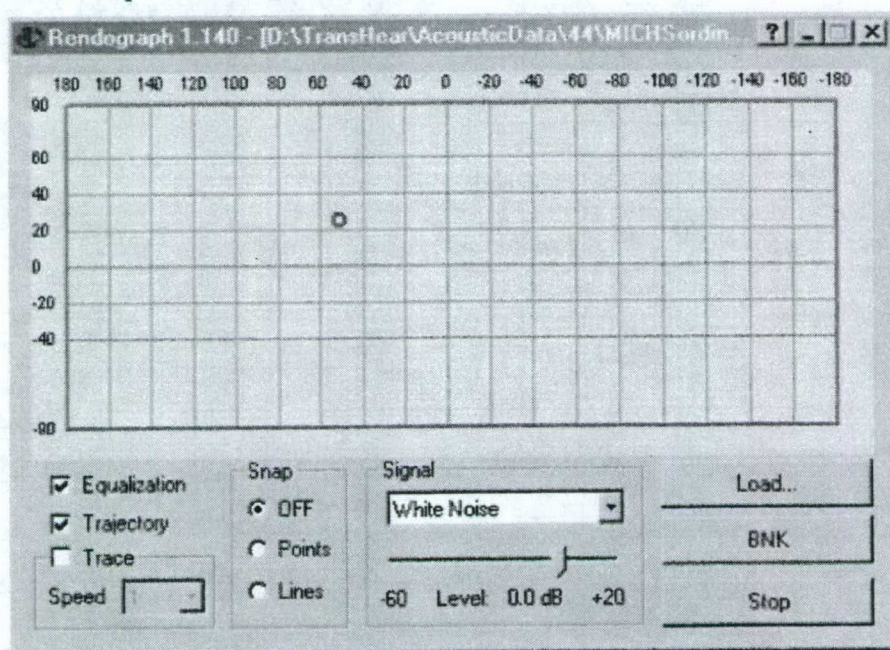 Rendograph 1.140 - [D:\TransHear\AcousticData\44\MICHSordin...
180 160 140 120 100 80 60 40 20 0 -20 -40 -60 -80 -100 -120 -140 -160 -180
90
60
40
20
0
-20
-40
-90
Equalization
Trajectory
Trace
Speed 1
Snap
OFF
Points
Lines
Signal
White Noise
-60 Level: 0.0 dB +20
Load...
BNK
Stop